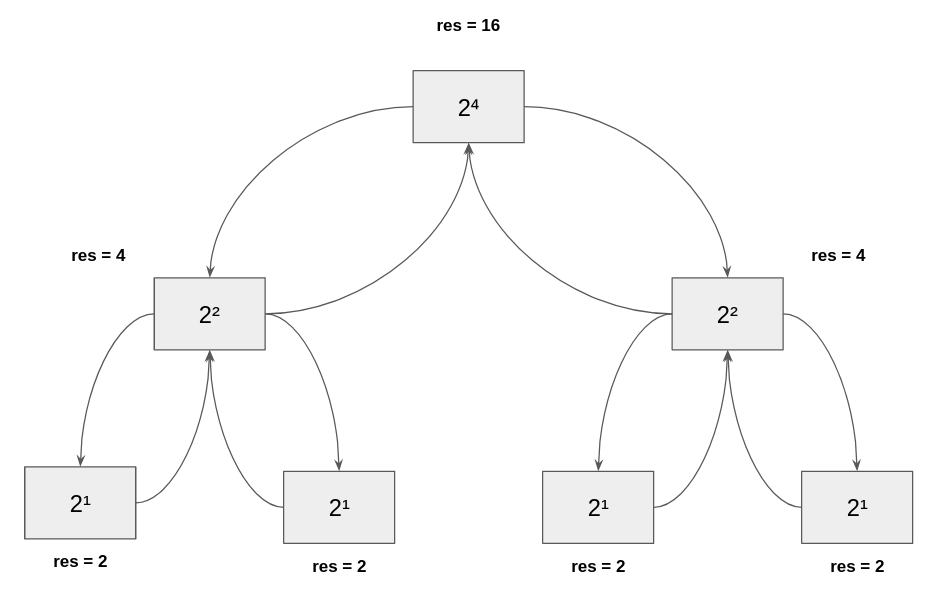 res = 16
2⁴
res = 4
res = 4
2²
2²
2¹
2¹
2¹
2¹
res = 2
res = 2
res = 2
res = 2